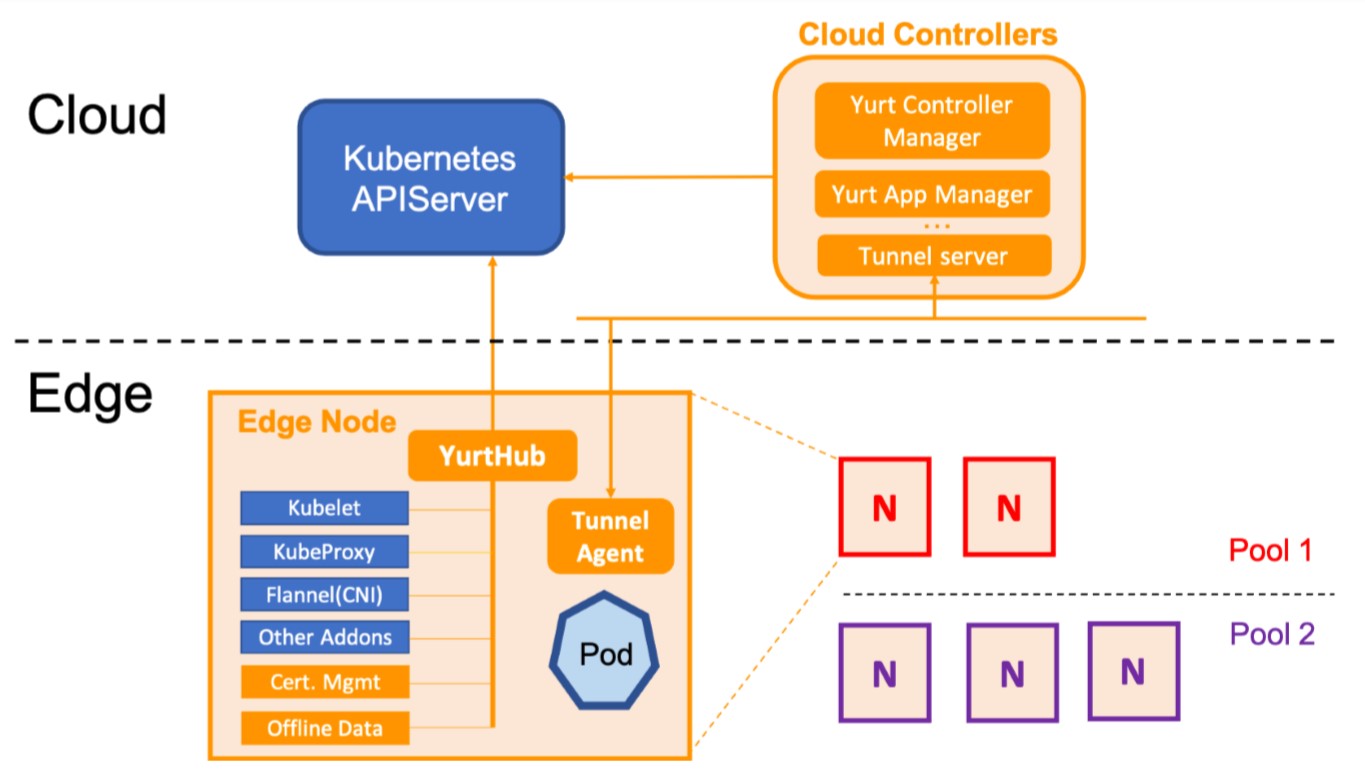 Cloud Controllers
Cloud
Kubernetes
APIServer
Yurt Controller
Manager
Yurt App Manager
...
Tunnel server
Edge
Edge Node
YurtHub
Kubelet
KubeProxy
Flannel(CNI)
Other Addons
Cert. Mgmt
Offline Data
Tunnel
Agent
Pod
N
N
Pool 1
Pool 2
N
N
N